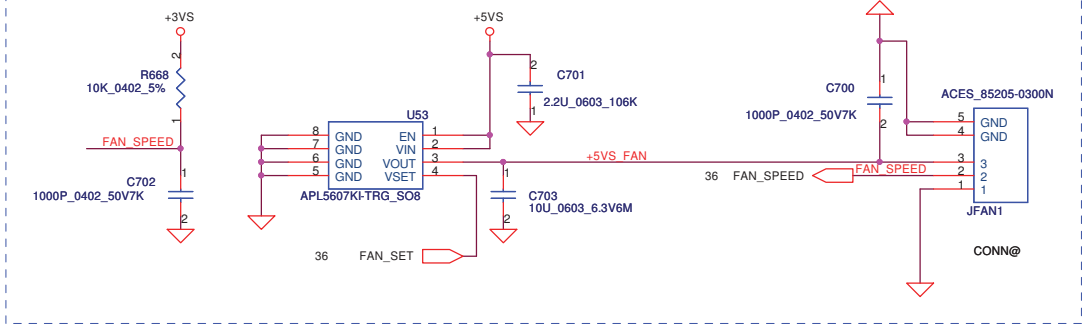 +3VS
+5VS
2
R668
10K_0402_5%
1
2
C701
2.2U_0603_106K
1
1
C700
1000P_0402_50V7K
2
ACES_85205-0300N
U53
8 GND EN 1
7 GND VIN 2
6 GND VOUT 3
5 GND VSET 4
APL5607KI-TRG_SO8
FAN_SPEED
+5VS_FAN
5 GND
4 GND
3 3
2 2
1 1
JFAN1
36 FAN_SPEED
FAN_SPEED
1
C702
1000P_0402_50V7K
2
1
C703
10U_0603_6.3V6M
2
36 FAN_SET
CONN@